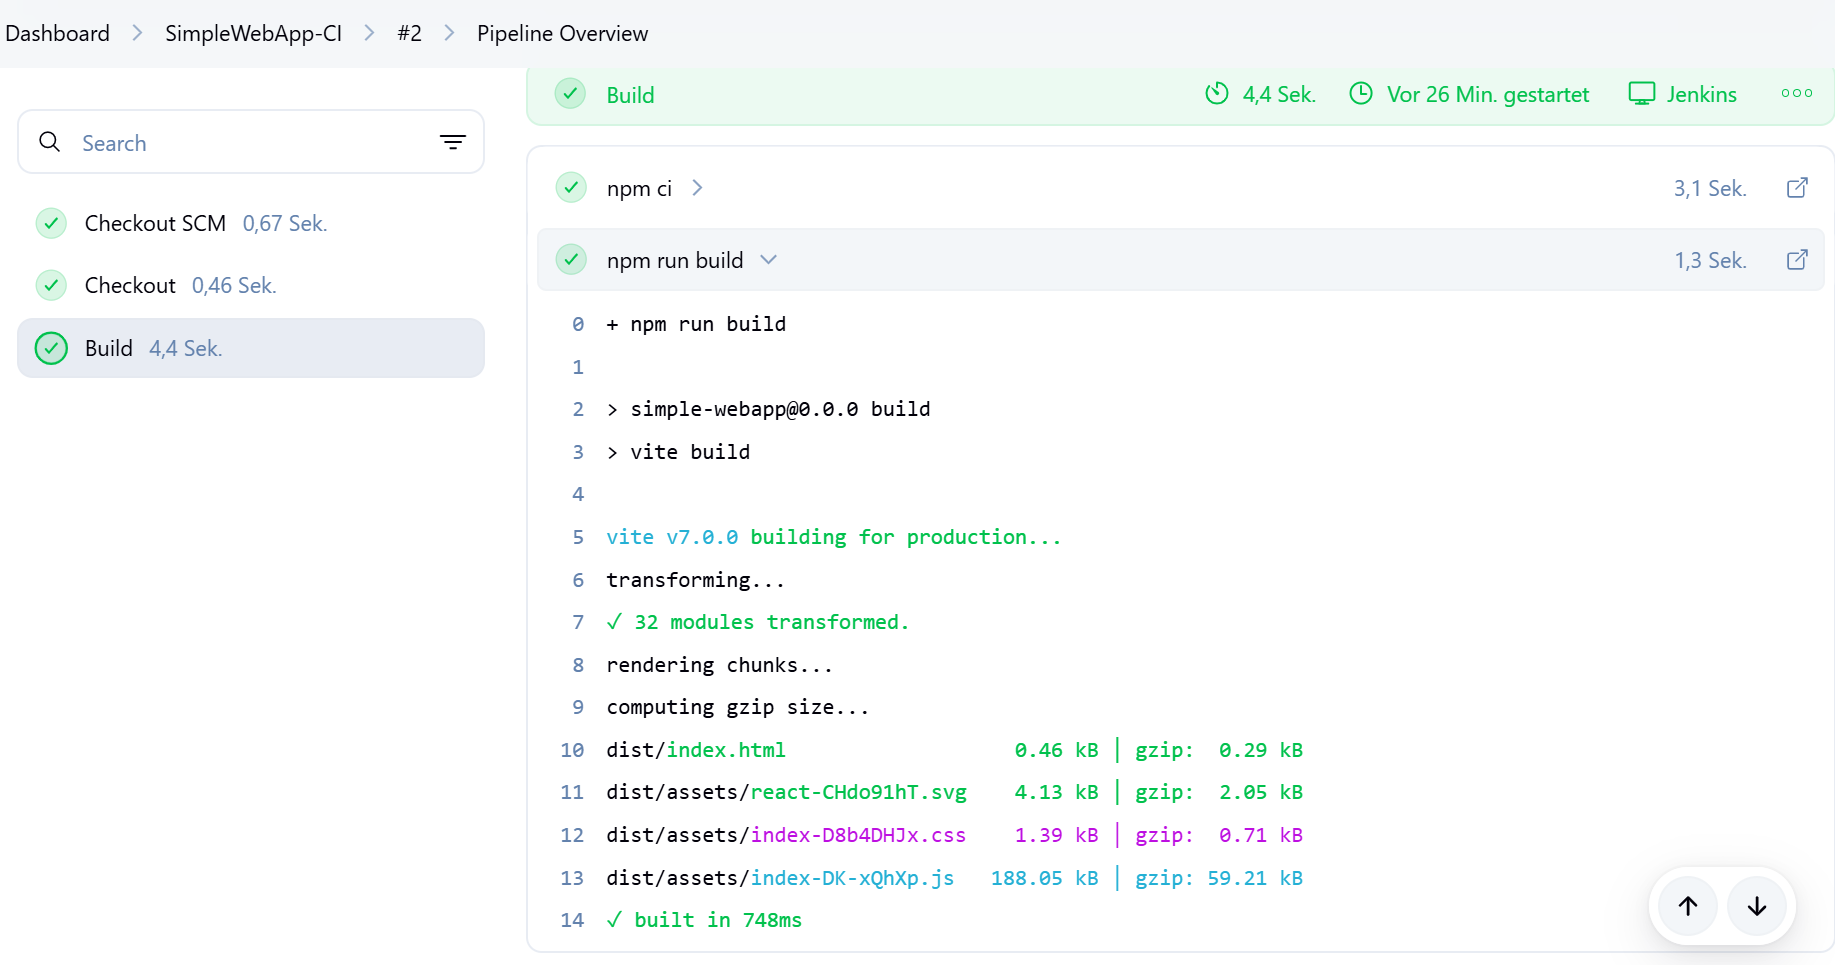 Dashboard > SimpleWebApp-CI > #2 > Pipeline Overview
Search
Checkout SCM 0,67 Sek.
Checkout 0,46 Sek.
Build 4,4 Sek.
Build 4,4 Sek. Vor 26 Min. gestartet Jenkins
npm ci 3,1 Sek.
npm run build 1,3 Sek.
0 + npm run build
1
2 > simple-webapp@0.0.0 build
3 > vite build
4
5 vite v7.0.0 building for production...
6 transforming...
7 ✓ 32 modules transformed.
8 rendering chunks...
9 computing gzip size...
10 dist/index.html 0.46 kB │ gzip: 0.29 kB
11 dist/assets/react-CHdo91hT.svg 4.13 kB │ gzip: 2.05 kB
12 dist/assets/index-D8b4DHJx.css 1.39 kB │ gzip: 0.71 kB
13 dist/assets/index-DK-xQhXp.js 188.05 kB │ gzip: 59.21 kB
14 ✓ built in 748ms